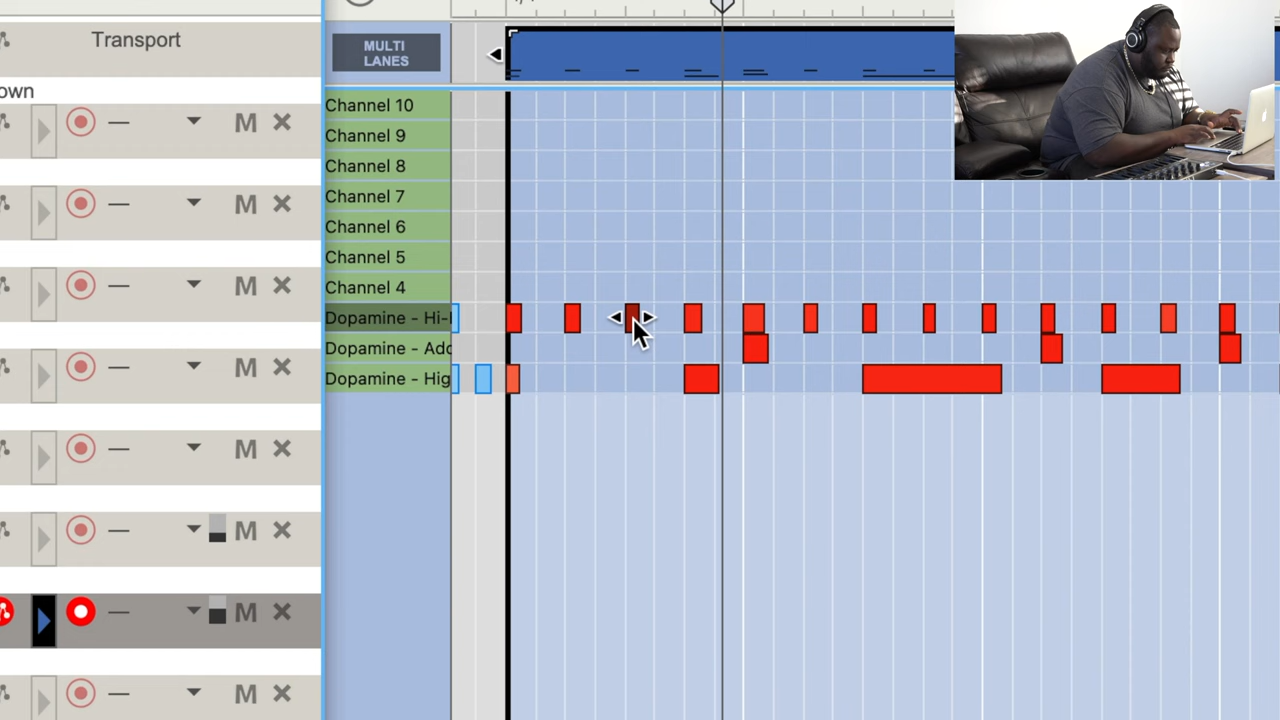 Transport
own
M
M
M
M
M
M
M
M
MULTI
LANES
Channel 10
Channel 9
Channel 8
Channel 7
Channel 6
Channel 5
Channel 4
Dopamine - Hi-
Dopamine - Adc
Dopamine - Hig